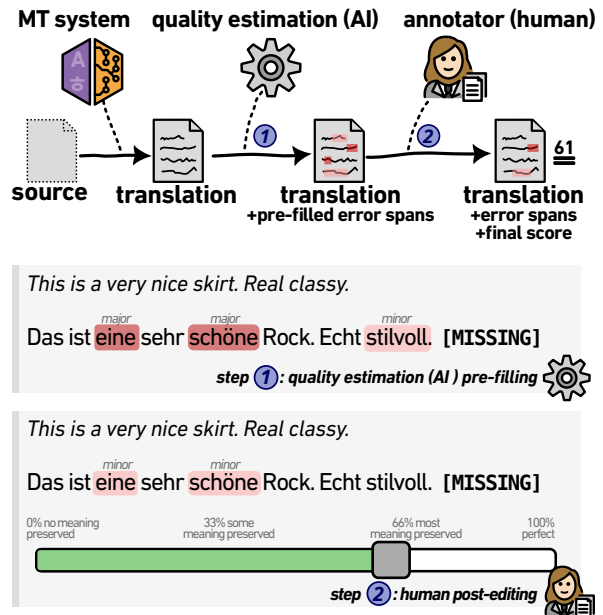 MT system quality estimation (AI) annotator (human)
A
1 2
61
source translation translation translation
+pre-filled error spans +error spans
+final score
This is a very nice skirt. Real classy.
major major minor
Das ist eine sehr schöne Rock. Echt stilvoll. [MISSING]
step 1: quality estimation (AI ) pre-filling
This is a very nice skirt. Real classy.
minor minor
Das ist eine sehr schöne Rock. Echt stilvoll. [MISSING]
0% no meaning 33% some 66% most 100%
preserved meaning preserved meaning preserved perfect
step 2: human post-editing